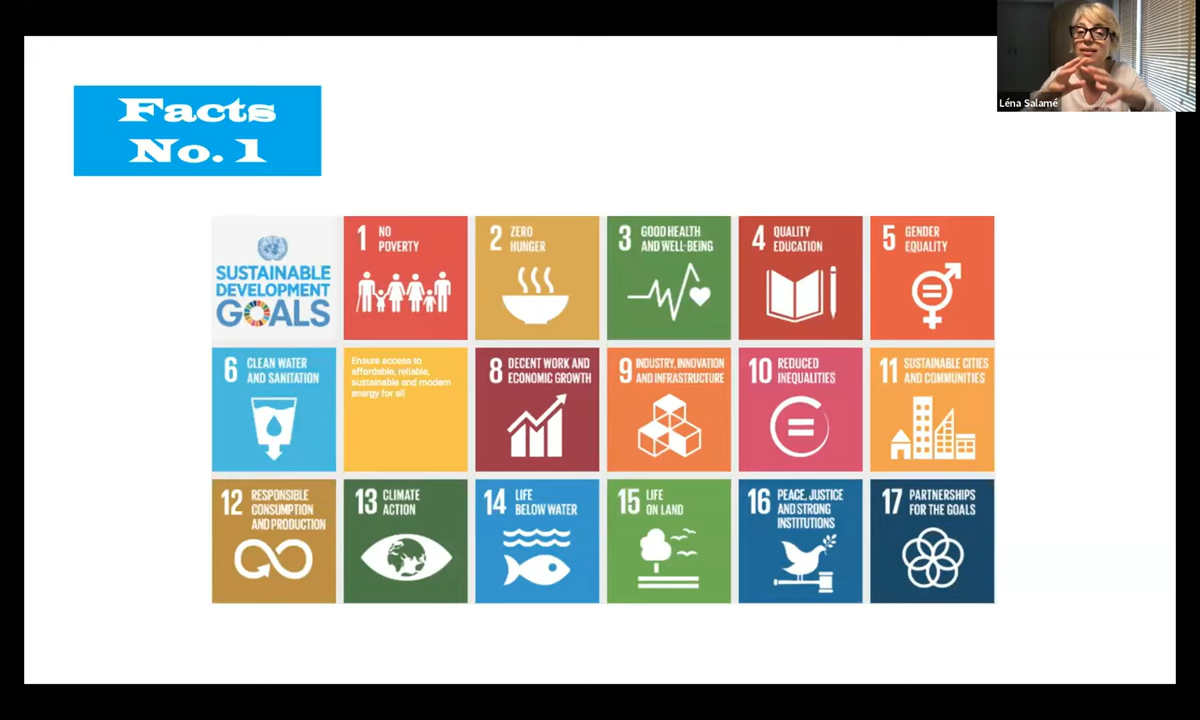 Léna Salamé
Facts
No. 1
SUSTAINABLE
DEVELOPMENT
GOALS
1 NO
POVERTY
2 ZERO
HUNGER
3 GOOD HEALTH
AND WELL-BEING
4 QUALITY
EDUCATION
5 GENDER
EQUALITY
6 CLEAN WATER
AND SANITATION
Ensure access to
affordable, reliable,
sustainable and modern
energy for all
8 DECENT WORK AND
ECONOMIC GROWTH
9 INDUSTRY, INNOVATION
AND INFRASTRUCTURE
10 REDUCED
INEQUALITIES
11 SUSTAINABLE CITIES
AND COMMUNITIES
12 RESPONSIBLE
CONSUMPTION
AND PRODUCTION
13 CLIMATE
ACTION
14 LIFE
BELOW WATER
15 LIFE
ON LAND
16 PEACE, JUSTICE
AND STRONG
INSTITUTIONS
17 PARTNERSHIPS
FOR THE GOALS